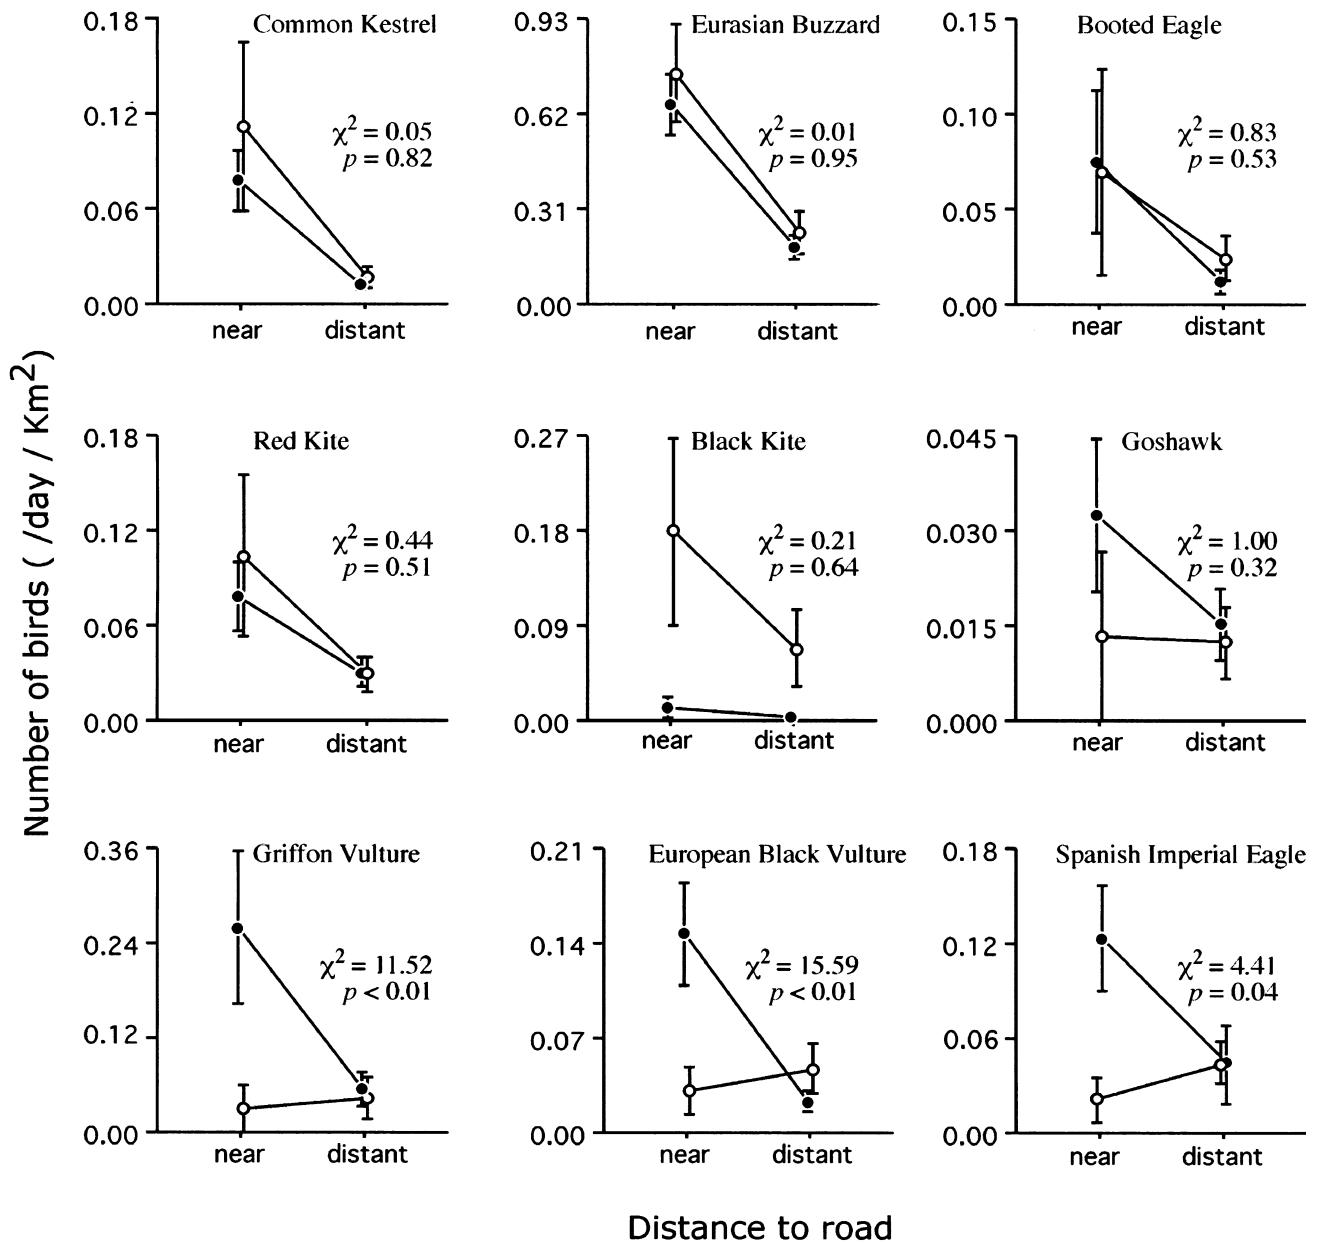 Number of birds ( /day / Km²)
Common Kestrel
0.18
0.12
0.06
0.00
χ² = 0.05
p = 0.82
near distant
Eurasian Buzzard
0.93
0.62
0.31
0.00
χ² = 0.01
p = 0.95
near distant
Booted Eagle
0.15
0.10
0.05
0.00
χ² = 0.83
p = 0.53
near distant
Red Kite
0.18
0.12
0.06
0.00
χ² = 0.44
p = 0.51
near distant
Black Kite
0.27
0.18
0.09
0.00
χ² = 0.21
p = 0.64
near distant
Goshawk
0.045
0.030
0.015
0.000
χ² = 1.00
p = 0.32
near distant
Griffon Vulture
0.36
0.24
0.12
0.00
χ² = 11.52
p < 0.01
near distant
European Black Vulture
0.21
0.14
0.07
0.00
χ² = 15.59
p < 0.01
near distant
Spanish Imperial Eagle
0.18
0.12
0.06
0.00
χ² = 4.41
p = 0.04
near distant
Distance to road